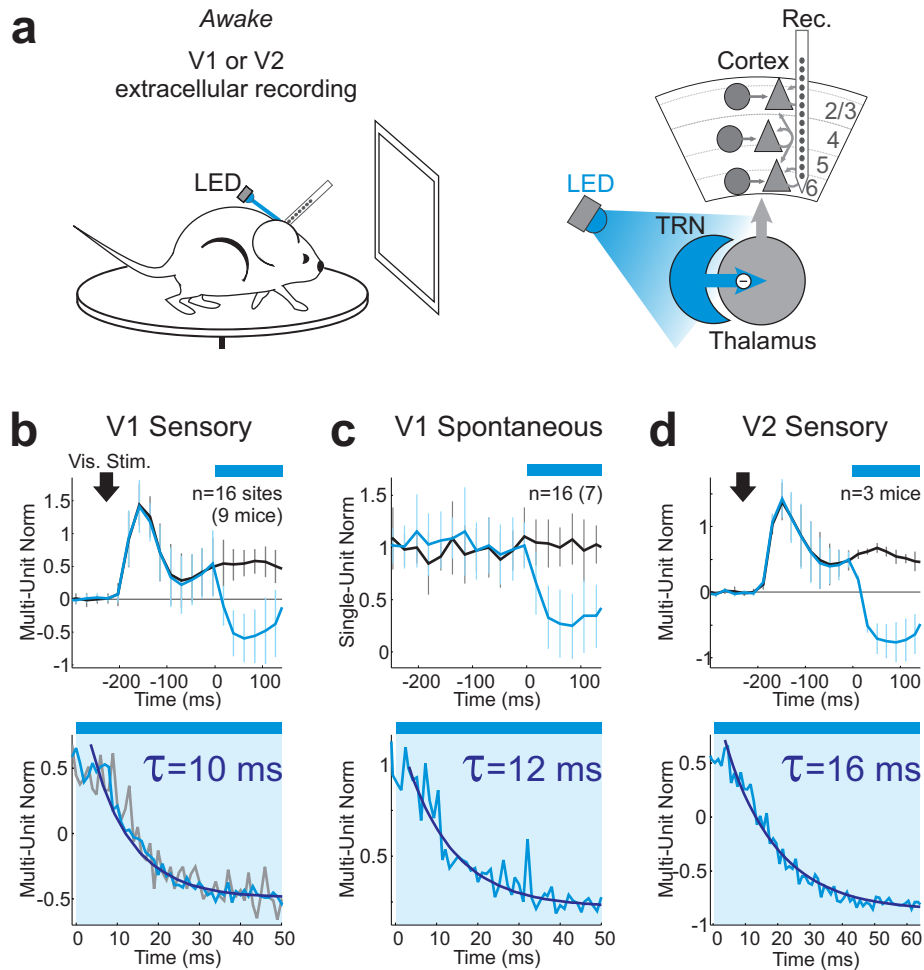 a
Awake
V1 or V2
extracellular recording
LED
Rec.
Cortex
2/3
4
5
6
LED
TRN
−
Thalamus
b
V1 Sensory
Vis. Stim.
n=16 sites
(9 mice)
Multi-Unit Norm
1.5
1
0.5
0
-0.5
-1
-200
-100
0
100
Time (ms)
c
V1 Spontaneous
n=16 (7)
Single-Unit Norm
1.5
1
0.5
0
-200
-100
0
100
Time (ms)
d
V2 Sensory
n=3 mice
Multi-Unit Norm
1
0
-1
-200
-100
0
100
Time (ms)
τ=10 ms
Multi-Unit Norm
0.5
0
-0.5
0
10
20
30
40
50
Time (ms)
τ=12 ms
Multi-Unit Norm
1
0.5
0
10
20
30
40
50
Time (ms)
τ=16 ms
Multi-Unit Norm
0.5
0
-0.5
-1
0
10
20
30
40
50
60
Time (ms)